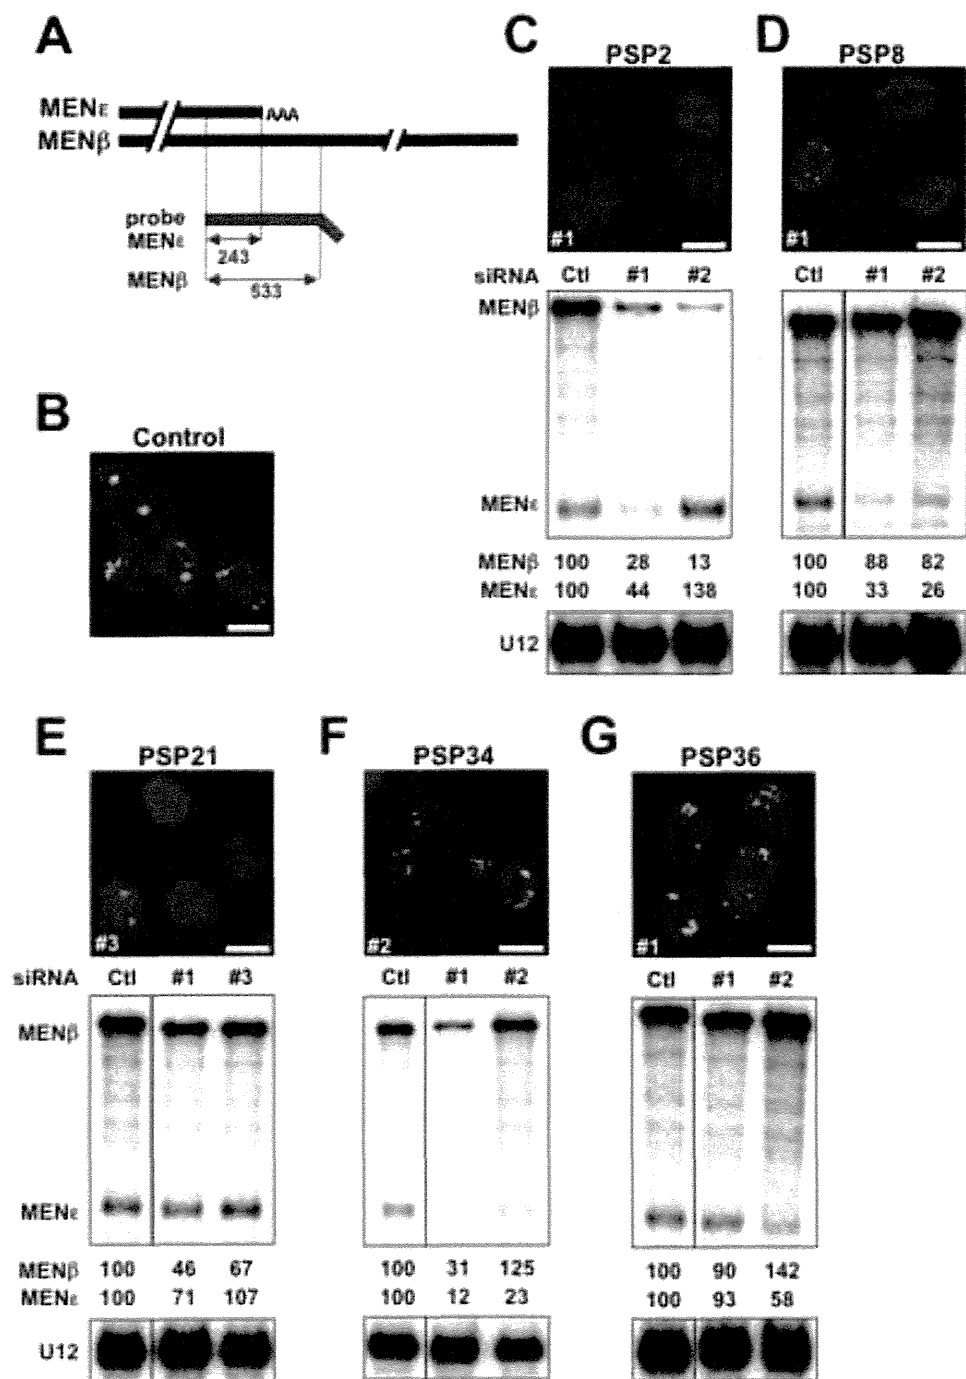 A
MENε AAA
MENβ
probe
MENε
243
MENβ
533
B
Control
C
PSP2
#1
siRNA Ctl #1 #2
MENβ
MENε
MENβ 100 28 13
MENε 100 44 138
U12
D
PSP8
#1
Ctl #1 #2
100 88 82
100 33 26
E
PSP21
#3
siRNA Ctl #1 #3
MENβ
MENε
MENβ 100 46 67
MENε 100 71 107
U12
F
PSP34
#2
Ctl #1 #2
100 31 125
100 12 23
G
PSP36
#1
Ctl #1 #2
100 90 142
100 93 58